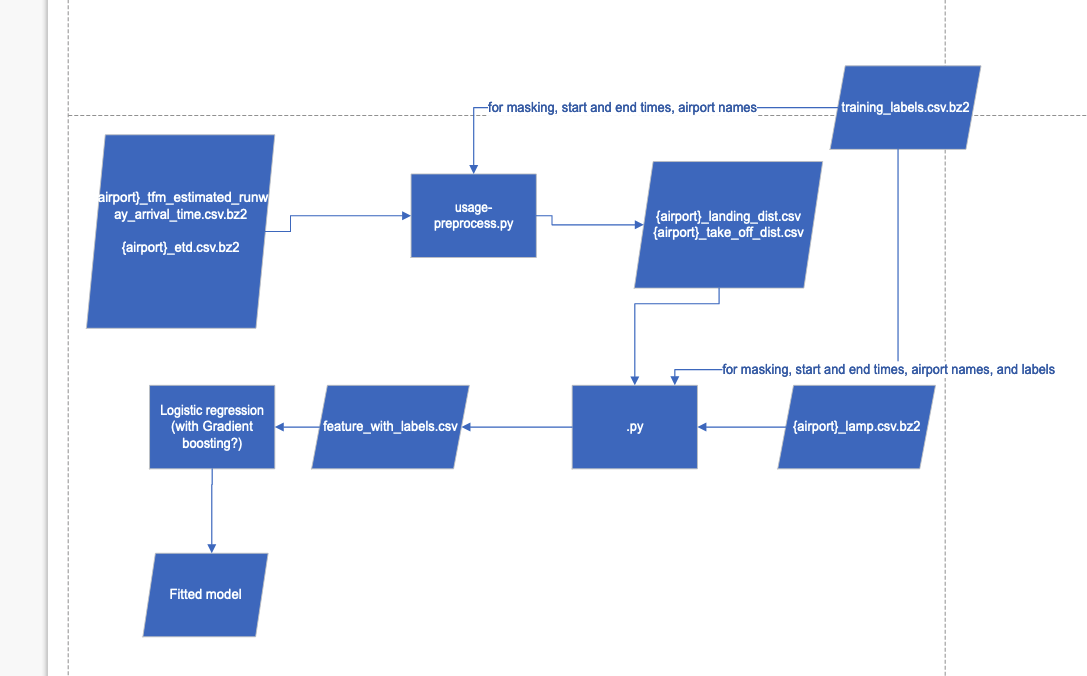 for masking, start and end times, airport names
training_labels.csv.bz2
airport}_tfm_estimated_runw
ay_arrival_time.csv.bz2
{airport}_etd.csv.bz2
usage-
preprocess.py
{airport}_landing_dist.csv
{airport}_take_off_dist.csv
for masking, start and end times, airport names, and labels
Logistic regression
(with Gradient
boosting?)
feature_with_labels.csv
.py
{airport}_lamp.csv.bz2
Fitted model